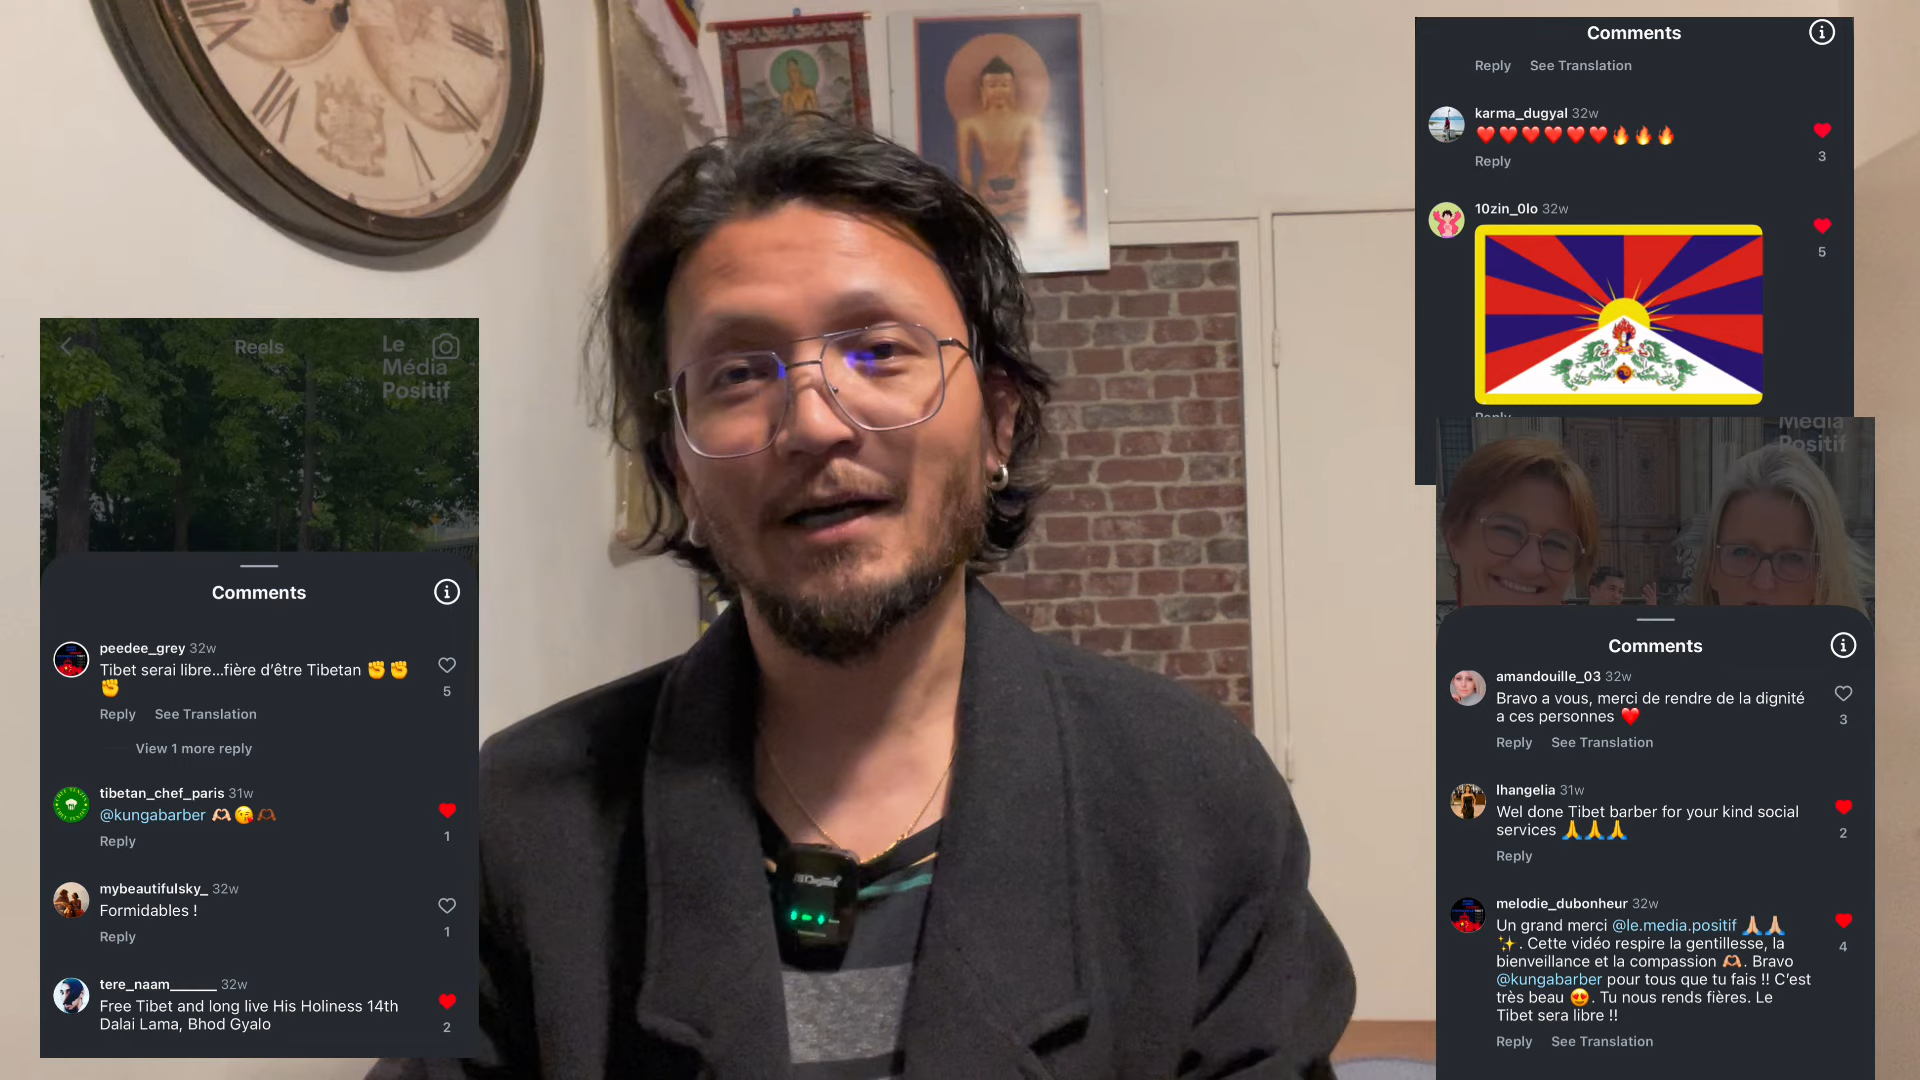 Reels
Le
Média
Positif
Comments
peedee_grey 32w
Tibet serai libre...fière d'être Tibetan ✊✊
✊
5
Reply See Translation
View 1 more reply
tibetan_chef_paris 31w
@kungabarber 🫶🏼😘🫶🏾
1
Reply
mybeautifulsky_ 32w
Formidables !
1
Reply
tere_naam______ 32w
Free Tibet and long live His Holiness 14th
Dalai Lama, Bhod Gyalo
2
Comments
Reply See Translation
karma_dugyal 32w
❤️❤️❤️❤️❤️❤️🔥🔥🔥
3
Reply
10zin_0lo 32w
5
Reply
Média
Positif
Comments
amandouille_03 32w
Bravo a vous, merci de rendre de la dignité
a ces personnes ❤️
3
Reply See Translation
lhangelia 31w
Wel done Tibet barber for your kind social
services 🙏🙏🙏
2
Reply
melodie_dubonheur 32w
Un grand merci @le.media.positif 🙏🏼🙏🏼
✨. Cette vidéo respire la gentillesse, la
bienveillance et la compassion 🫶🏼. Bravo
@kungabarber pour tous que tu fais !! C'est
très beau 😍. Tu nous rends fières. Le
Tibet sera libre !!
4
Reply See Translation